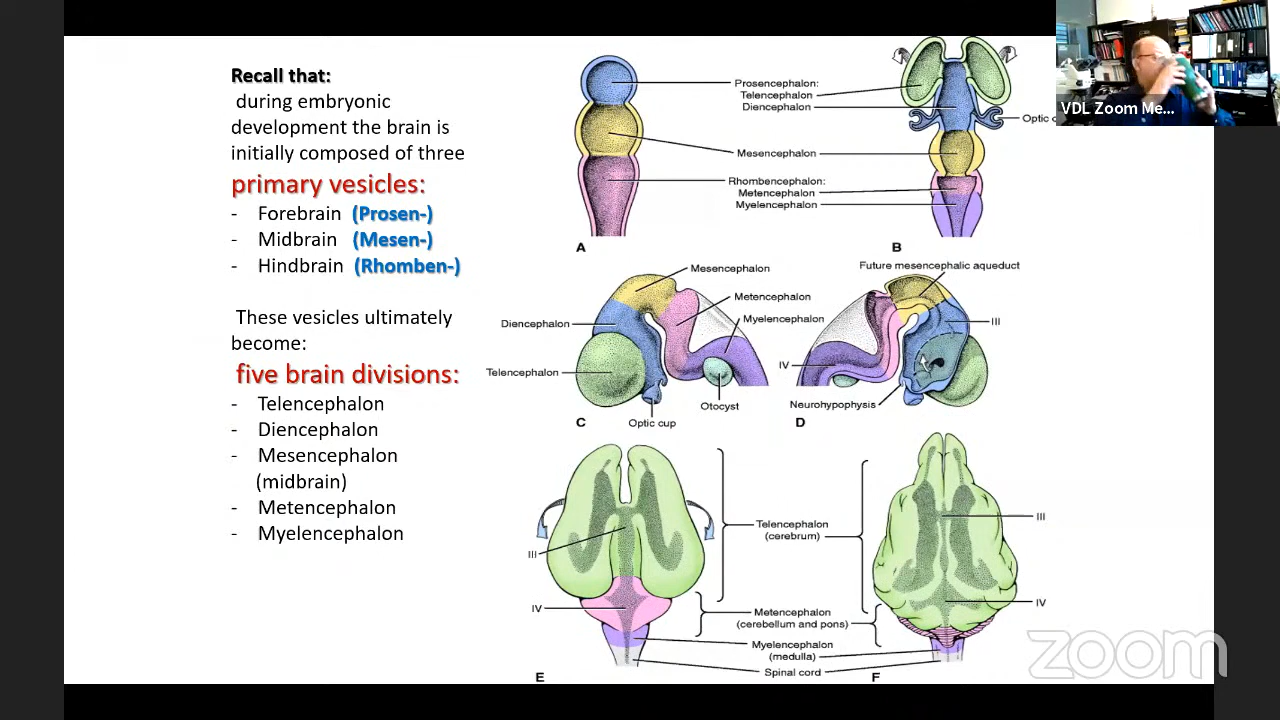 Recall that:
during embryonic
development the brain is
initially composed of three
primary vesicles:
- Forebrain (Prosen-)
- Midbrain (Mesen-)
- Hindbrain (Rhomben-)
These vesicles ultimately
become:
five brain divisions:
- Telencephalon
- Diencephalon
- Mesencephalon
(midbrain)
- Metencephalon
- Myelencephalon
Prosencephalon:
Telencephalon
Diencephalon
Optic c
Mesencephalon
Rhombencephalon:
Metencephalon
Myelencephalon
A
B
Mesencephalon
Metencephalon
Myelencephalon
Diencephalon
Telencephalon
Otocyst
Optic cup
C
Future mesencephalic aqueduct
III
IV
Neurohypophysis
D
Telencephalon
(cerebrum)
III
III
IV
IV
Metencephalon
(cerebellum and pons)
Myelencephalon
(medulla)
Spinal cord
E
F
VDL Zoom Me...
zoom